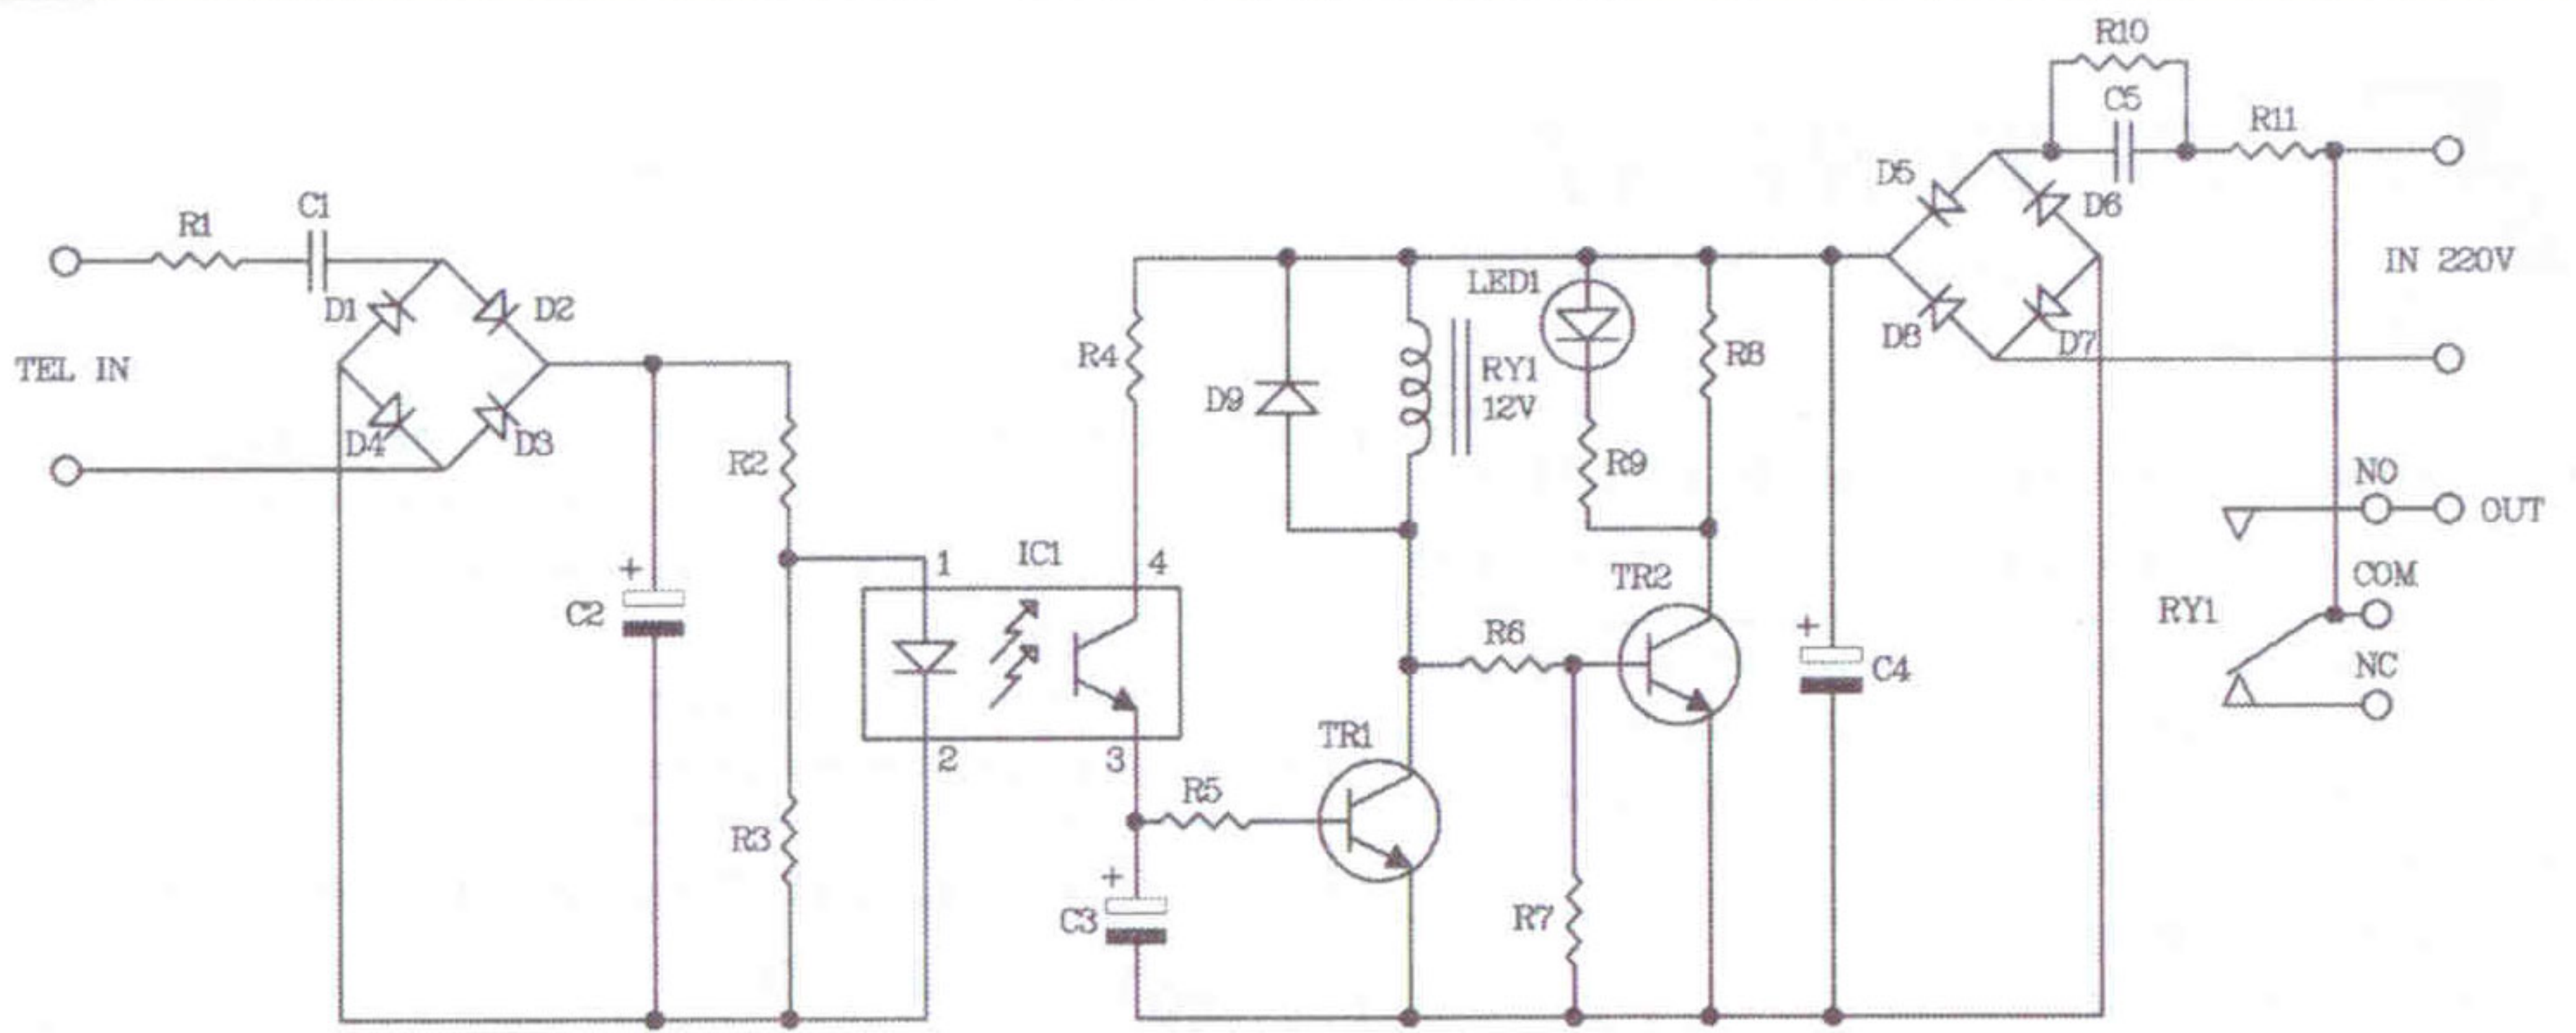 R10
C5
R11
D5
D6
C1
R1
D1
D2
TEL IN
D4
D3
R2
R4
D9
LED1
RY1
12V
R8
R9
D8
D7
IN 220V
NO
OUT
COM
RY1
NC
+
C2
1
IC1
4
TR2
R6
+
C4
2
3
TR1
R5
R3
+
C3
R7